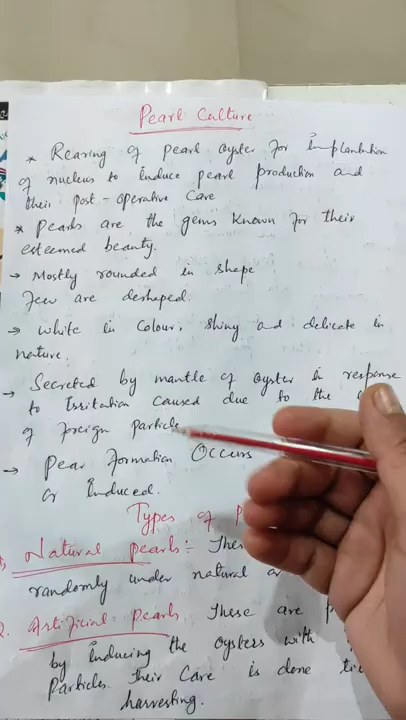 Pearl Culture
* Rearing of pearl oyster for implantation
of nucleus to induce pearl production and
their post-operative care
* Pearls are the gems known for their
esteemed beauty.
→ Mostly rounded in shape
Few are deshaped.
→ White in colour, shiny and delicate in
nature.
→ Secreted by mantle of oyster in response
to Irritation caused due to the
of foreign particle
→ Pear formation Occurs
or induced.
Types of P
Natural pearls:-
randomly under natural
2. Artificial pearls. These are
by inducing the oysters with
Particles. Their Care is done
harvesting.